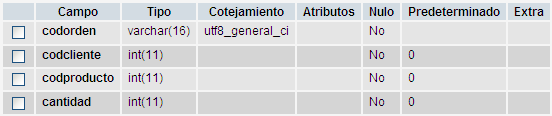 Campo Tipo Cotejamiento Atributos Nulo Predeterminado Extra
codorden varchar(16) utf8_general_ci No
codcliente int(11) No 0
codproducto int(11) No 0
cantidad int(11) No 0